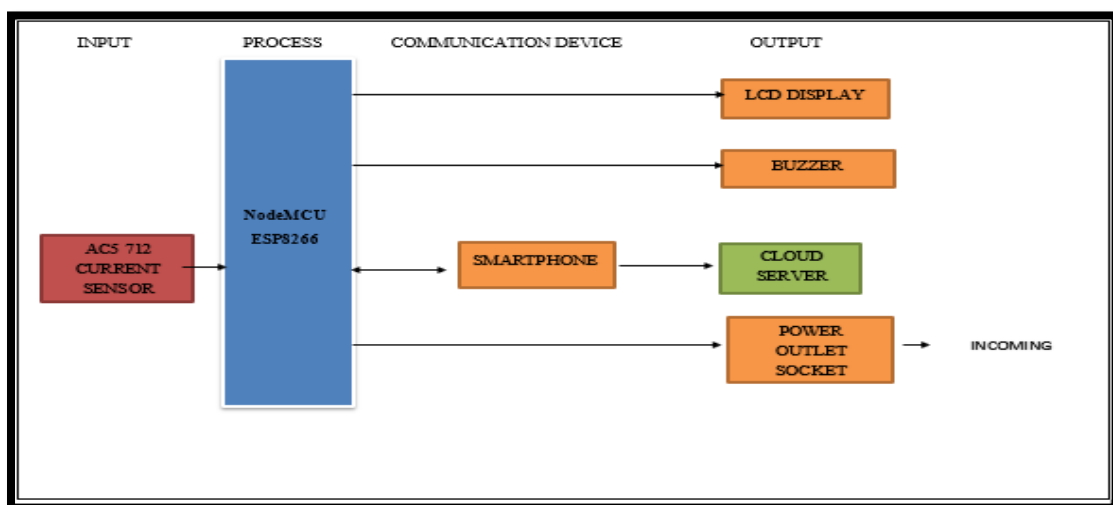 INPUT
PROCESS
COMMUNICATION DEVICE
OUTPUT
LCD DISPLAY
BUZZER
NodeMCU
ESP8266
AC5 712
CURRENT
SENSOR
SMARTPHONE
CLOUD
SERVER
POWER
OUTLET
SOCKET
INCOMING